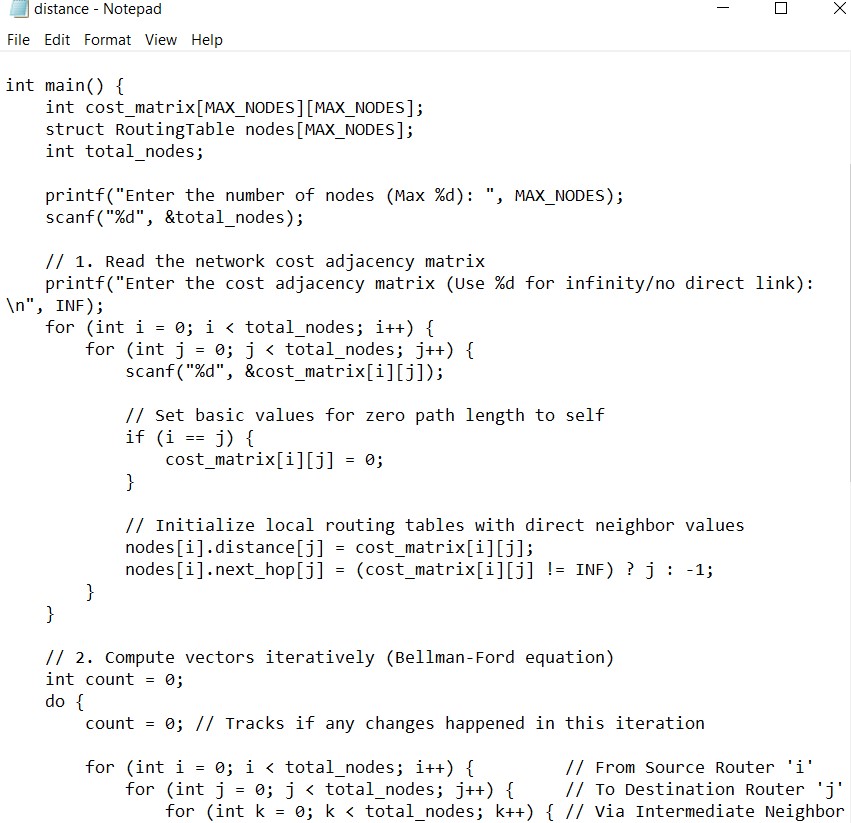 distance - Notepad
File Edit Format View Help
int main() {
    int cost_matrix[MAX_NODES][MAX_NODES];
    struct RoutingTable nodes[MAX_NODES];
    int total_nodes;
    printf("Enter the number of nodes (Max %d): ", MAX_NODES);
    scanf("%d", &total_nodes);
    // 1. Read the network cost adjacency matrix
    printf("Enter the cost adjacency matrix (Use %d for infinity/no direct link):
\n", INF);
    for (int i = 0; i < total_nodes; i++) {
        for (int j = 0; j < total_nodes; j++) {
            scanf("%d", &cost_matrix[i][j]);
            // Set basic values for zero path length to self
            if (i == j) {
                cost_matrix[i][j] = 0;
            }
            // Initialize local routing tables with direct neighbor values
            nodes[i].distance[j] = cost_matrix[i][j];
            nodes[i].next_hop[j] = (cost_matrix[i][j] != INF) ? j : -1;
        }
    }
    // 2. Compute vectors iteratively (Bellman-Ford equation)
    int count = 0;
    do {
        count = 0; // Tracks if any changes happened in this iteration
        for (int i = 0; i < total_nodes; i++) {         // From Source Router 'i'
            for (int j = 0; j < total_nodes; j++) {     // To Destination Router 'j'
                for (int k = 0; k < total_nodes; k++) { // Via Intermediate Neighbor